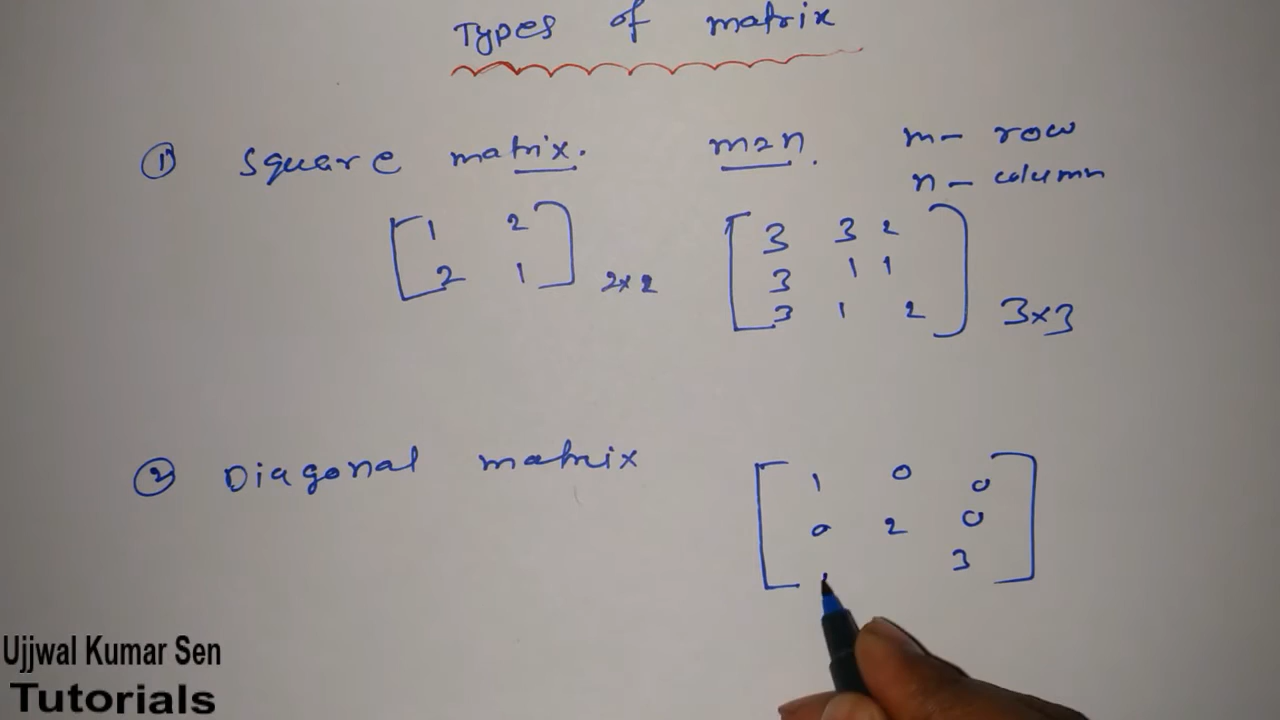 Types of matrix
① Square matrix. m=n. m - row
n - column
[1 2
2 1] 2×2
[3 3 2
3 1 1
3 1 2] 3×3
② Diagonal matrix
[1 0 0
0 2 0
3]
Ujjwal Kumar Sen
Tutorials